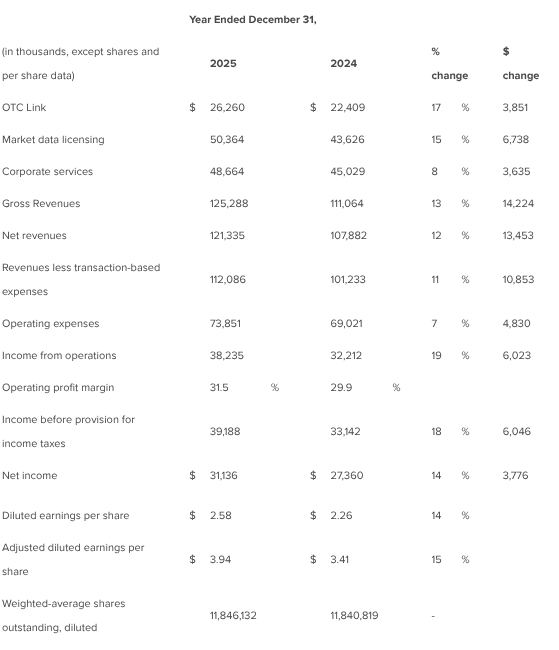 Year Ended December 31,
(in thousands, except shares and per share data) 2025 2024 % change $ change
OTC Link $ 26,260 $ 22,409 17 % 3,851
Market data licensing 50,364 43,626 15 % 6,738
Corporate services 48,664 45,029 8 % 3,635
Gross Revenues 125,288 111,064 13 % 14,224
Net revenues 121,335 107,882 12 % 13,453
Revenues less transaction-based expenses 112,086 101,233 11 % 10,853
Operating expenses 73,851 69,021 7 % 4,830
Income from operations 38,235 32,212 19 % 6,023
Operating profit margin 31.5 % 29.9 %
Income before provision for income taxes 39,188 33,142 18 % 6,046
Net income $ 31,136 $ 27,360 14 % 3,776
Diluted earnings per share $ 2.58 $ 2.26 14 %
Adjusted diluted earnings per share $ 3.94 $ 3.41 15 %
Weighted-average shares outstanding, diluted 11,846,132 11,840,819 -